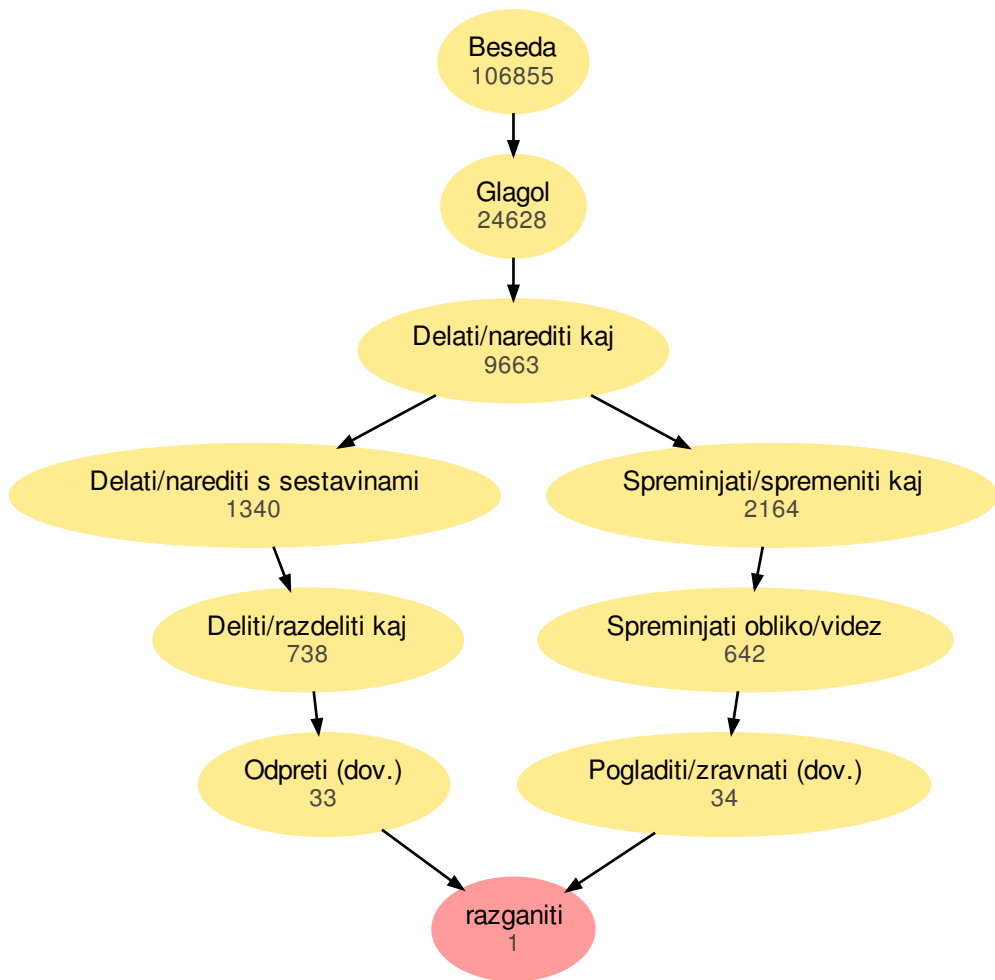 Beseda
106855
Glagol
24628
Delati/narediti kaj
9663
Delati/narediti s sestavinami
1340
Spreminjati/spremeniti kaj
2164
Deliti/razdeliti kaj
738
Spreminjati obliko/videz
642
Odpreti (dov.)
33
Pogladiti/zravnati (dov.)
34
razganiti
1